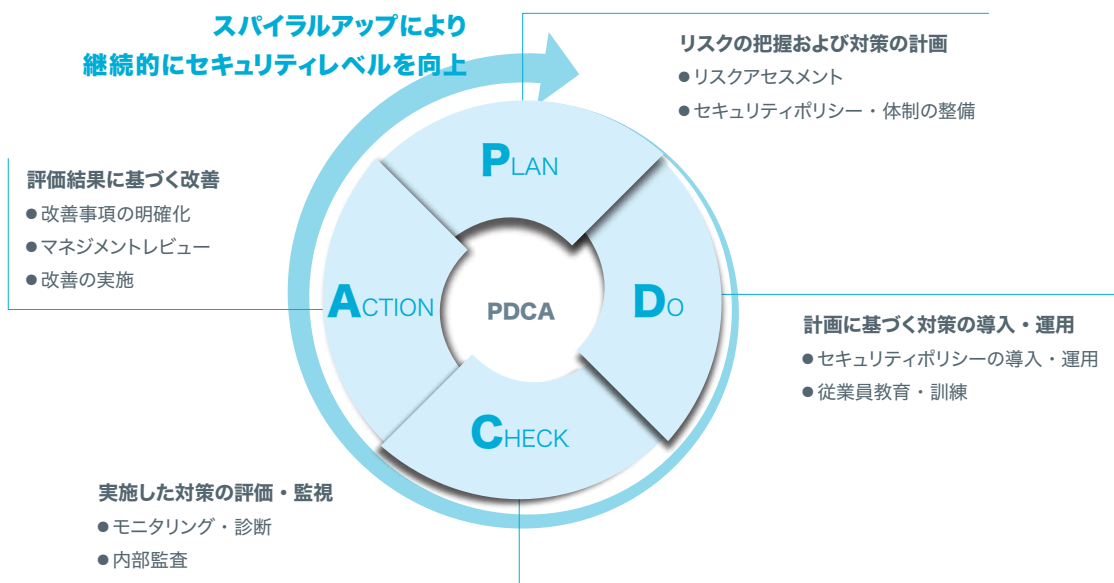 スパイラルアップにより
継続的にセキュリティレベルを向上
リスクの把握および対策の計画
●リスクアセスメント
●セキュリティポリシー・体制の整備
PLAN
評価結果に基づく改善
●改善事項の明確化
●マネジメントレビュー
●改善の実施
ACTION
PDCA
DO
計画に基づく対策の導入・運用
●セキュリティポリシーの導入・運用
●従業員教育・訓練
CHECK
実施した対策の評価・監視
●モニタリング・診断
●内部監査